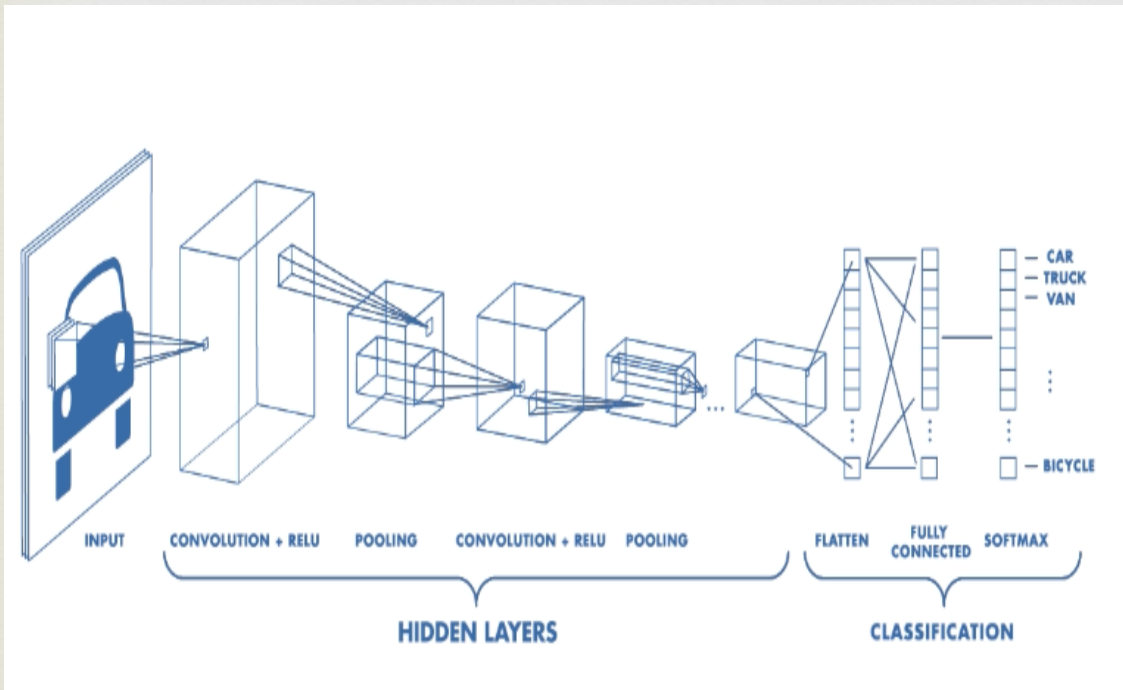 CAR
TRUCK
VAN
BICYCLE
INPUT
CONVOLUTION + RELU
POOLING
CONVOLUTION + RELU
POOLING
FLATTEN
FULLY
CONNECTED
SOFTMAX
HIDDEN LAYERS
CLASSIFICATION